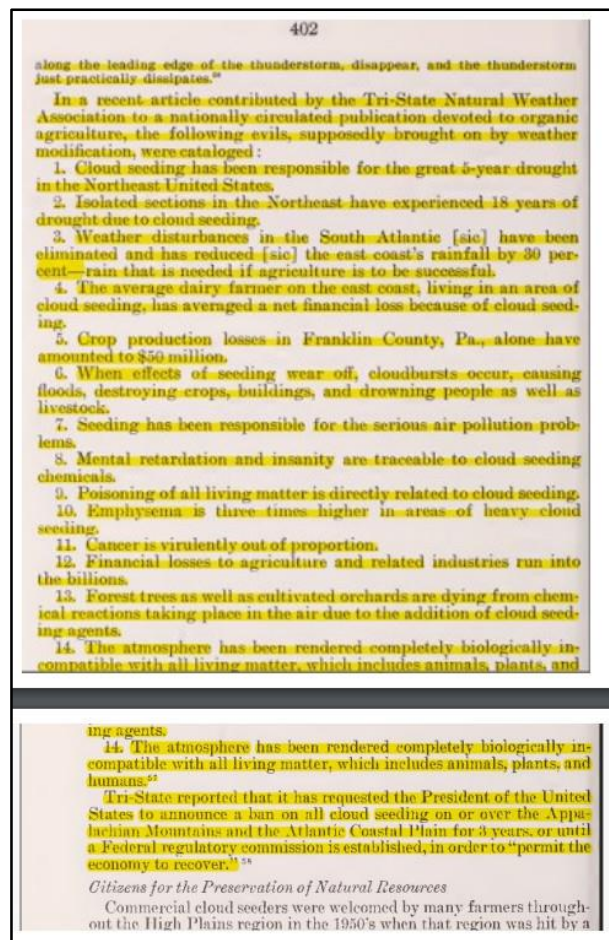 402
along the leading edge of the thunderstorm, disappear, and the thunderstorm
just practically dissipates.⁵⁶
In a recent article contributed by the Tri-State Natural Weather
Association to a nationally circulated publication devoted to organic
agriculture, the following evils, supposedly brought on by weather
modification, were cataloged :
1. Cloud seeding has been responsible for the great 5-year drought
in the Northeast United States.
2. Isolated sections in the Northeast have experienced 18 years of
drought due to cloud seeding.
3. Weather disturbances in the South Atlantic [sic] have been
eliminated and has reduced [sic] the east coast's rainfall by 30 per-
cent—rain that is needed if agriculture is to be successful.
4. The average dairy farmer on the east coast, living in an area of
cloud seeding, has averaged a net financial loss because of cloud seed-
ing.
5. Crop production losses in Franklin County, Pa., alone have
amounted to $50 million.
6. When effects of seeding wear off, cloudbursts occur, causing
floods, destroying crops, buildings, and drowning people as well as
livestock.
7. Seeding has been responsible for the serious air pollution prob-
lems.
8. Mental retardation and insanity are traceable to cloud seeding
chemicals.
9. Poisoning of all living matter is directly related to cloud seeding.
10. Emphysema is three times higher in areas of heavy cloud
seeding.
11. Cancer is virulently out of proportion.
12. Financial losses to agriculture and related industries run into
the billions.
13. Forest trees as well as cultivated orchards are dying from chem-
ical reactions taking place in the air due to the addition of cloud seed-
ing agents.
14. The atmosphere has been rendered completely biologically in-
compatible with all living matter, which includes animals, plants, and
ing agents.
14. The atmosphere has been rendered completely biologically in-
compatible with all living matter, which includes animals, plants, and
humans.⁵⁷
Tri-State reported that it has requested the President of the United
States to announce a ban on all cloud seeding on or over the Appa-
lachian Mountains and the Atlantic Coastal Plain for 3 years, or until
a Federal regulatory commission is established, in order to "permit the
economy to recover." ⁵⁸
Citizens for the Preservation of Natural Resources
Commercial cloud seeders were welcomed by many farmers through-
out the High Plains region in the 1950's when that region was hit by a